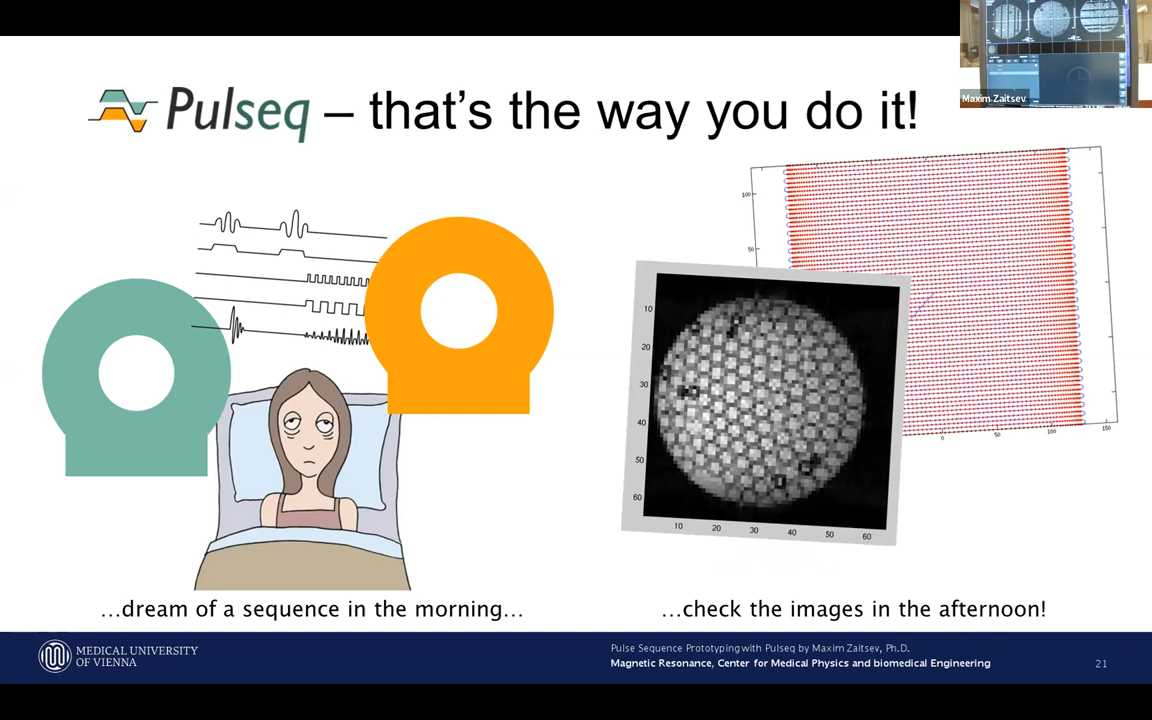 Maxim Zaitsev
Pulseq – that's the way you do it!
100
50
0
50
100
150
10
20
30
40
50
60
10
20
30
40
50
60
...dream of a sequence in the morning...
...check the images in the afternoon!
MEDICAL UNIVERSITY
OF VIENNA
Pulse Sequence Prototyping with Pulseq by Maxim Zaitsev, Ph.D.
Magnetic Resonance, Center for Medical Physics and biomedical Engineering
21